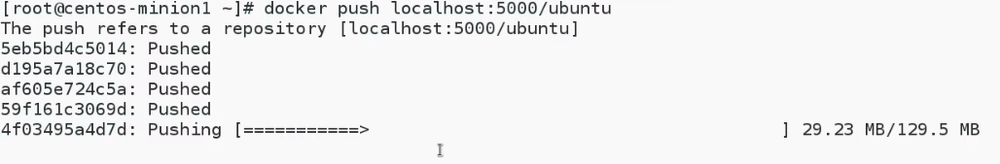 [root@centos-minion1 ~]# docker push localhost:5000/ubuntu
The push refers to a repository [localhost:5000/ubuntu]
5eb5bd4c5014: Pushed
d195a7a18c70: Pushed
af605e724c5a: Pushed
59f161c3069d: Pushed
4f03495a4d7d: Pushing [===========>                                       ] 29.23 MB/129.5 MB